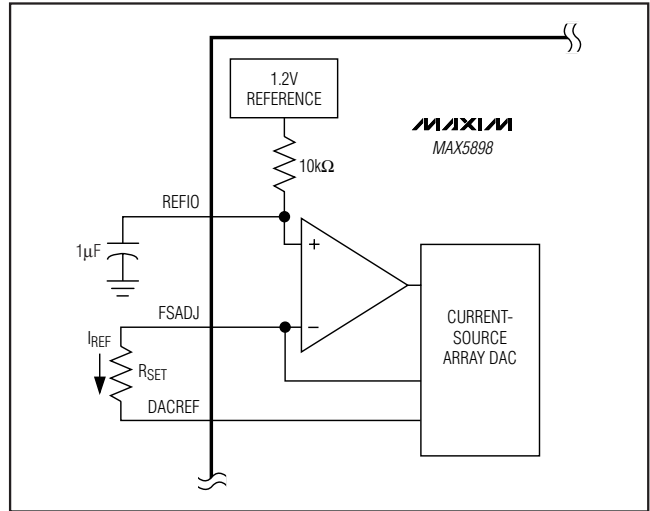 1.2V
REFERENCE
MAXIM
MAX5898
10kΩ
REFIO
1µF
+
FSADJ
−
CURRENT-
SOURCE
ARRAY DAC
IREF
RSET
DACREF